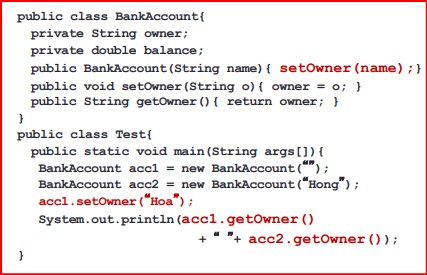 public class BankAccount{
private String owner;
private double balance;
public BankAccount(String name){ setOwner(name);}
public void setOwner(String o){ owner = o; }
public String getOwner(){ return owner; }
}
public class Test{
public static void main(String args[]){
BankAccount acc1 = new BankAccount(“”);
BankAccount acc2 = new BankAccount(“Hong”);
acc1.setOwner(“Hoa”);
System.out.println(acc1.getOwner()
+ “ ”+ acc2.getOwner());
}